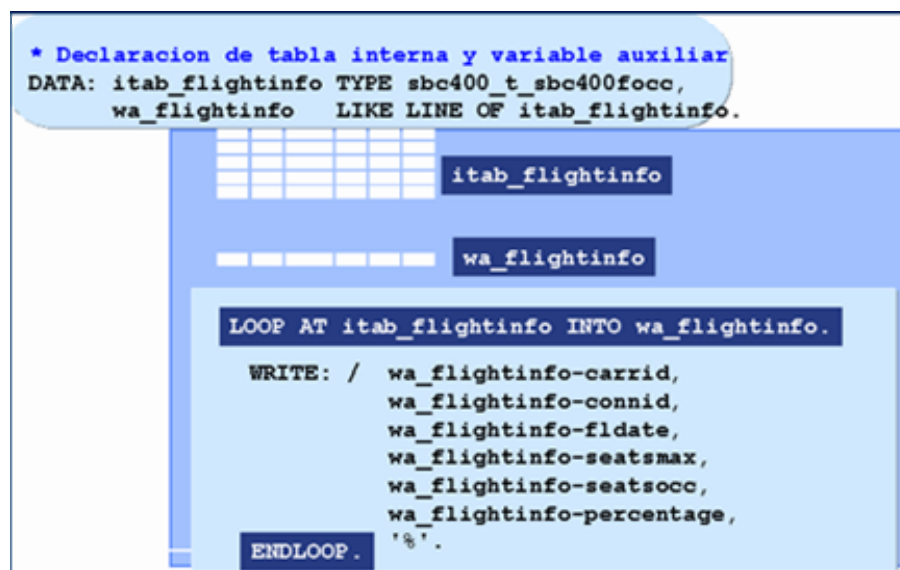 * Declaracion de tabla interna y variable auxiliar
DATA: itab_flightinfo TYPE sbc400_t_sbc400focc,
wa_flightinfo LIKE LINE OF itab_flightinfo.
itab_flightinfo
wa_flightinfo
LOOP AT itab_flightinfo INTO wa_flightinfo.
WRITE: / wa_flightinfo-carrid,
wa_flightinfo-connid,
wa_flightinfo-fldate,
wa_flightinfo-seatsmax,
wa_flightinfo-seatsocc,
wa_flightinfo-percentage,
'%'.
ENDLOOP.